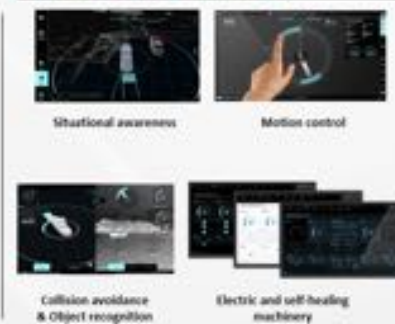 Situational awareness
Motion control
Collision avoidance
& Object recognition
Electric and self-healing
machinery